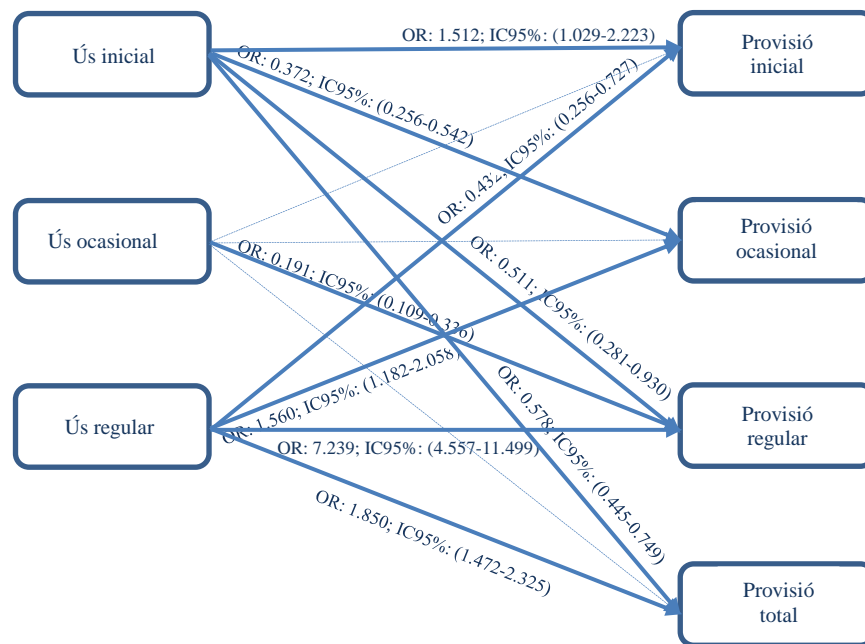 OR: 1.512; IC95%: (1.029-2.223)
Ús inicial
Provisió
inicial
OR: 0.372; IC95%: (0.256-0.542)
OR: 0.432; IC95%: (0.256-0.727)
Ús ocasional
Provisió
ocasional
OR: 0.191; IC95%: (0.109-0.336)
OR: 0.511; IC95%: (0.281-0.930)
OR: 1.560; IC95%: (1.182-2.058)
OR: 0.578; IC95%: (0.445-0.749)
Ús regular
Provisió
regular
OR: 7.239; IC95%: (4.557-11.499)
OR: 1.850; IC95%: (1.472-2.325)
Provisió
total